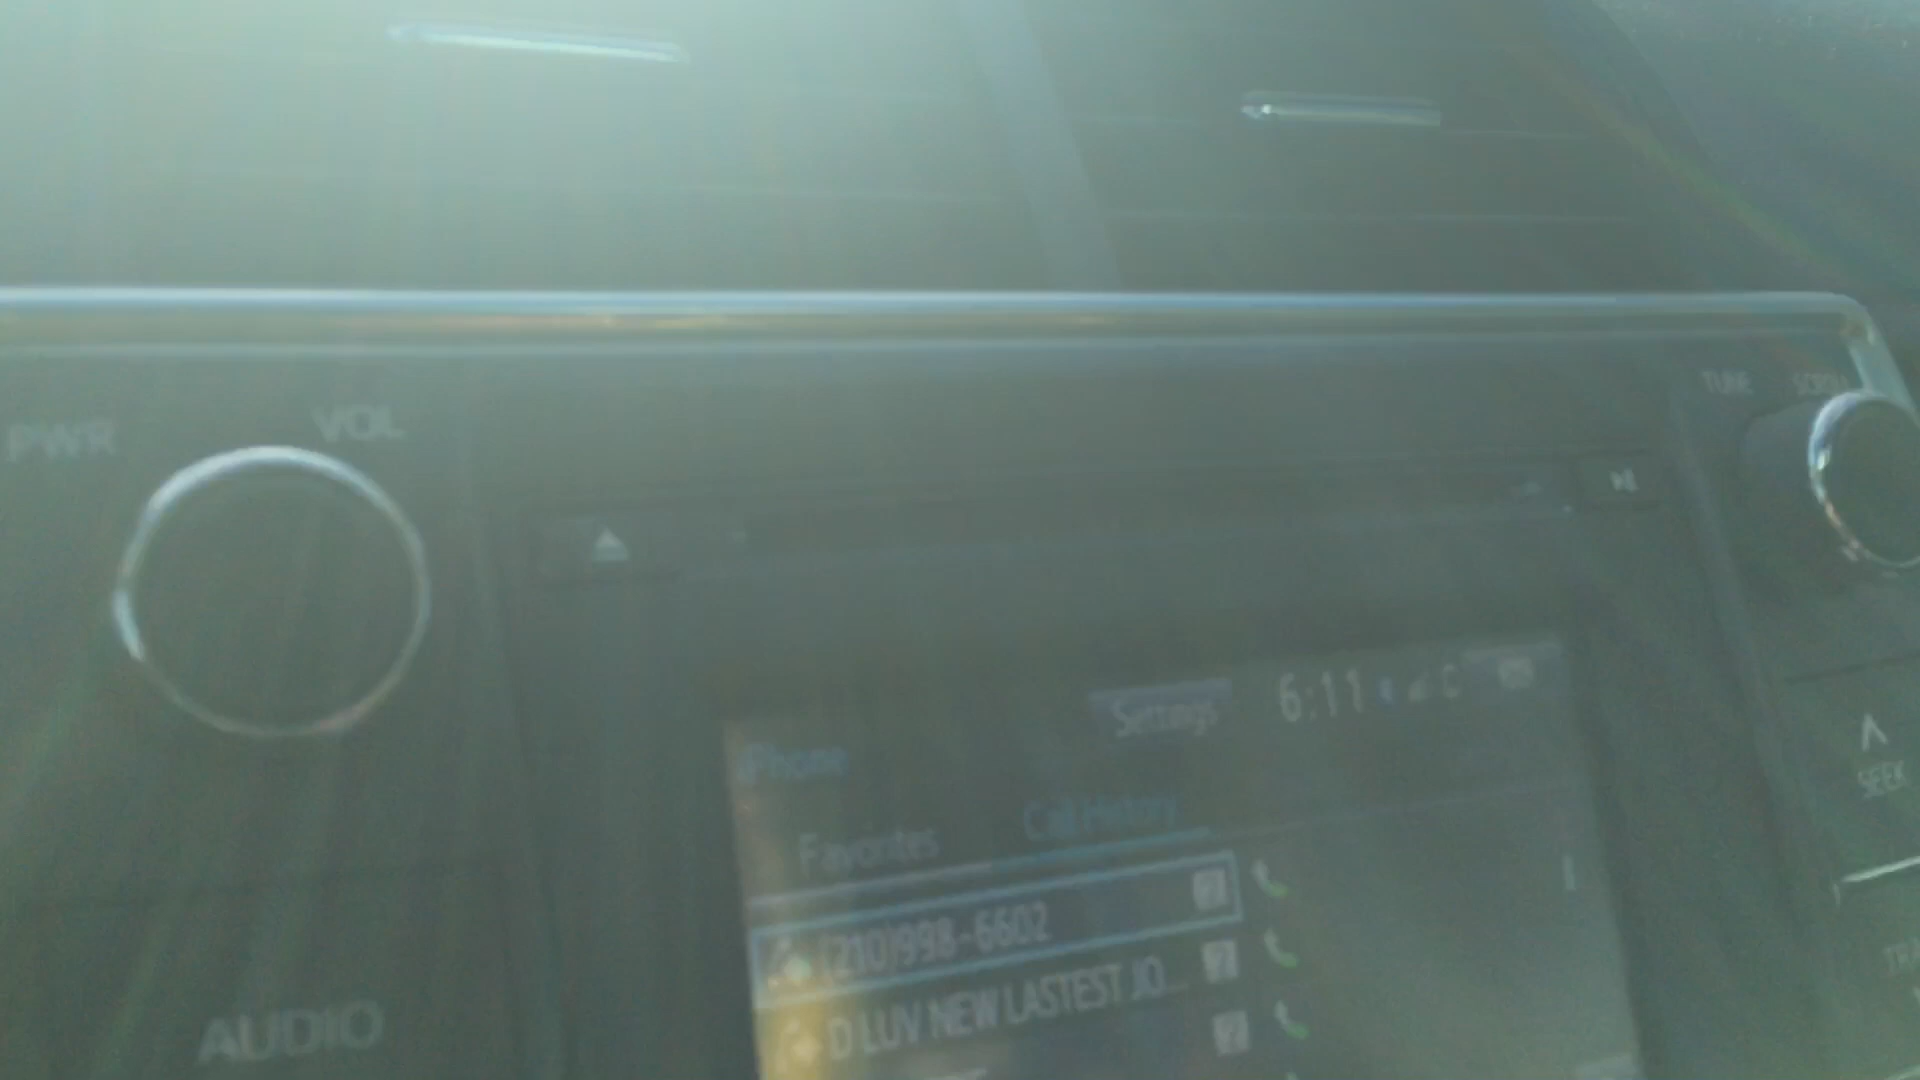 TUNE SCROLL
PWR VOL
Settings 6:11
Phone
SEEK
Favorites Call History
(210)998-6602
D LUV NEW LASTEST JO...
AUDIO